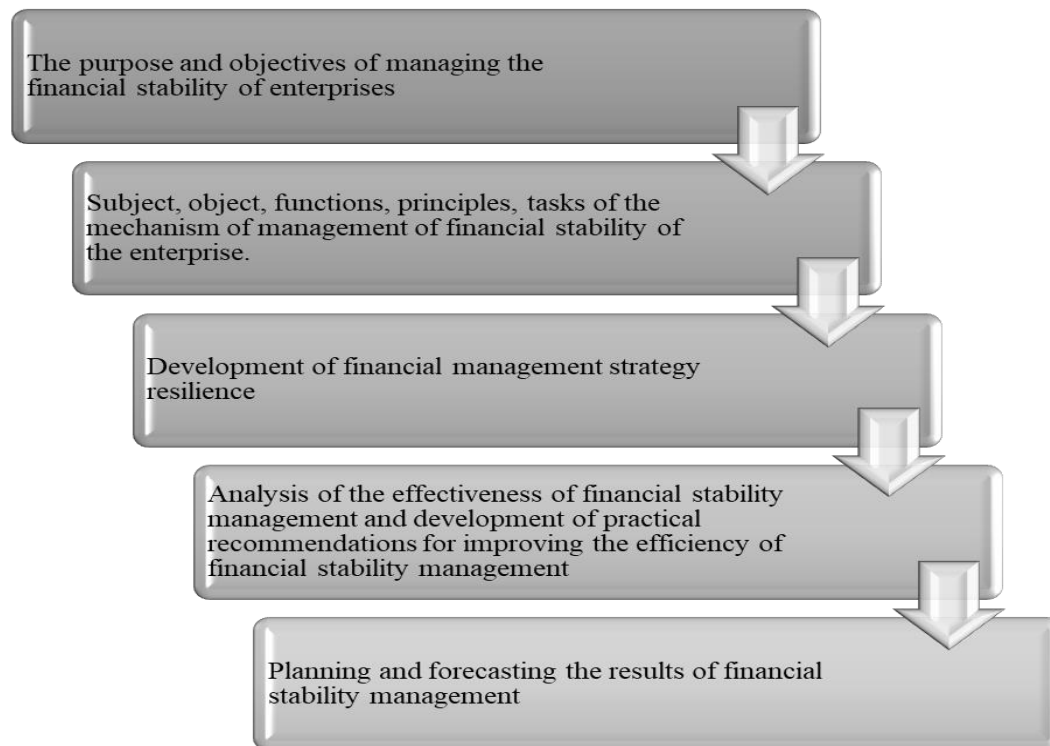 The purpose and objectives of managing the
financial stability of enterprises
Subject, object, functions, principles, tasks of the
mechanism of management of financial stability of
the enterprise.
Development of financial management strategy
resilience
Analysis of the effectiveness of financial stability
management and development of practical
recommendations for improving the efficiency of
financial stability management
Planning and forecasting the results of financial
stability management